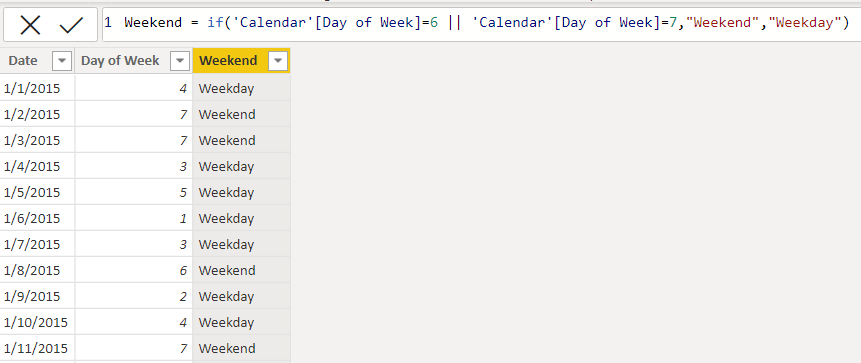 1 Weekend = if('Calendar'[Day of Week]=6 || 'Calendar'[Day of Week]=7,"Weekend","Weekday")
Date Day of Week Weekend
1/1/2015 4 Weekday
1/2/2015 7 Weekend
1/3/2015 7 Weekend
1/4/2015 3 Weekday
1/5/2015 5 Weekday
1/6/2015 1 Weekday
1/7/2015 3 Weekday
1/8/2015 6 Weekend
1/9/2015 2 Weekday
1/10/2015 4 Weekday
1/11/2015 7 Weekend